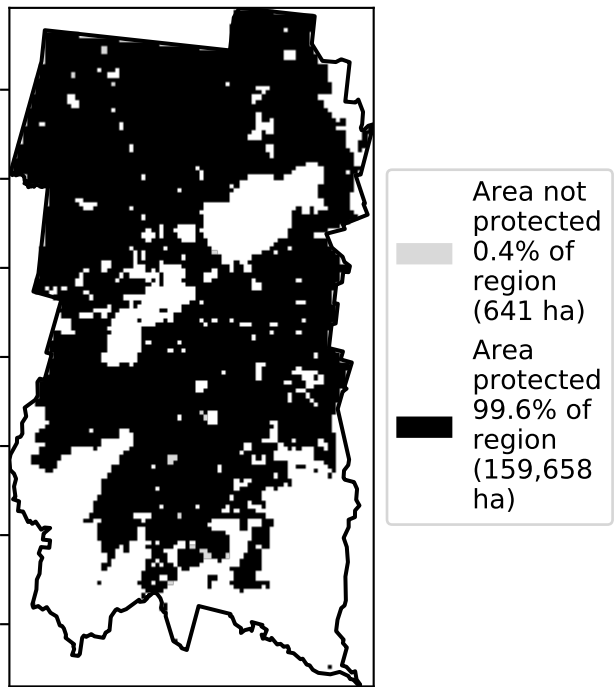 Area not
protected
0.4% of
region
(641 ha)
Area
protected
99.6% of
region
(159,658
ha)